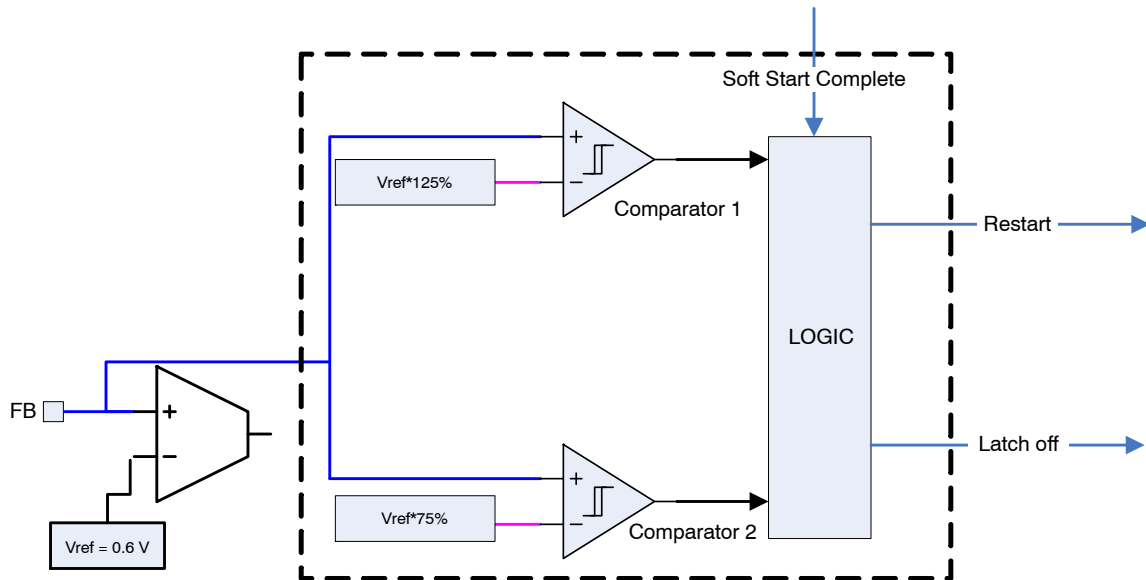 Soft Start Complete
+
Vref*125%
−
Comparator 1
Restart
LOGIC
FB
+
−
Vref = 0.6 V
Latch off
+
Vref*75%
−
Comparator 2